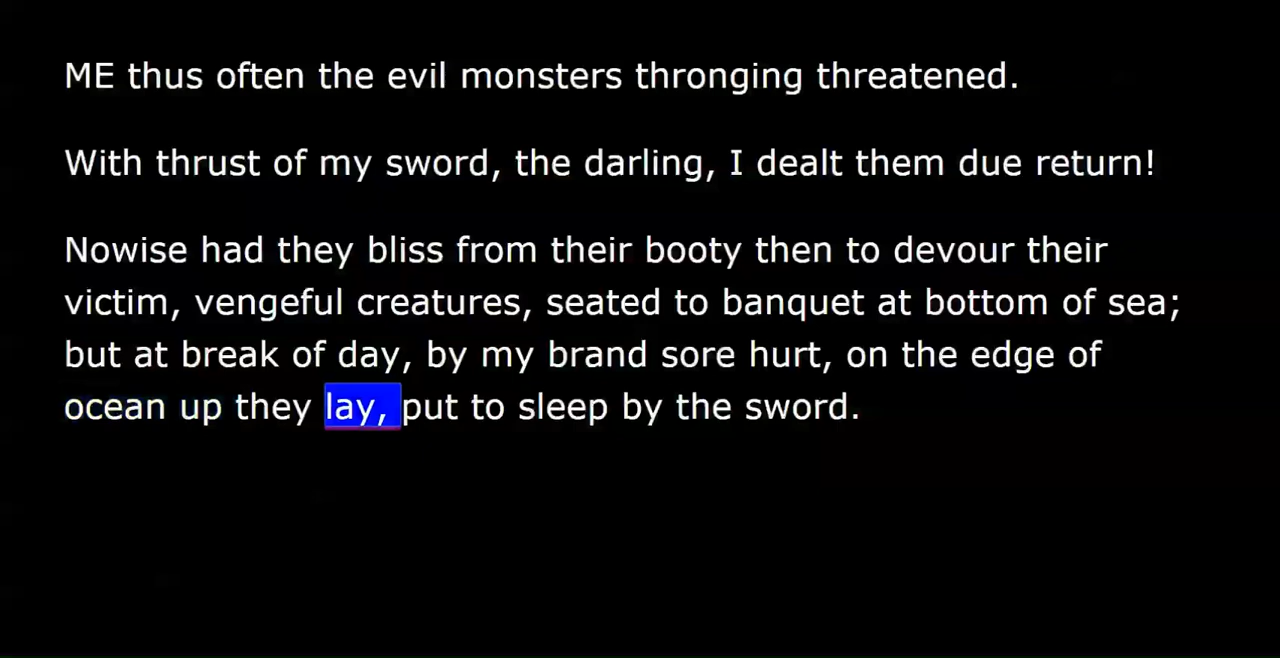 ME thus often the evil monsters thronging threatened.
With thrust of my sword, the darling, I dealt them due return!
Nowise had they bliss from their booty then to devour their
victim, vengeful creatures, seated to banquet at bottom of sea;
but at break of day, by my brand sore hurt, on the edge of
ocean up they lay, put to sleep by the sword.